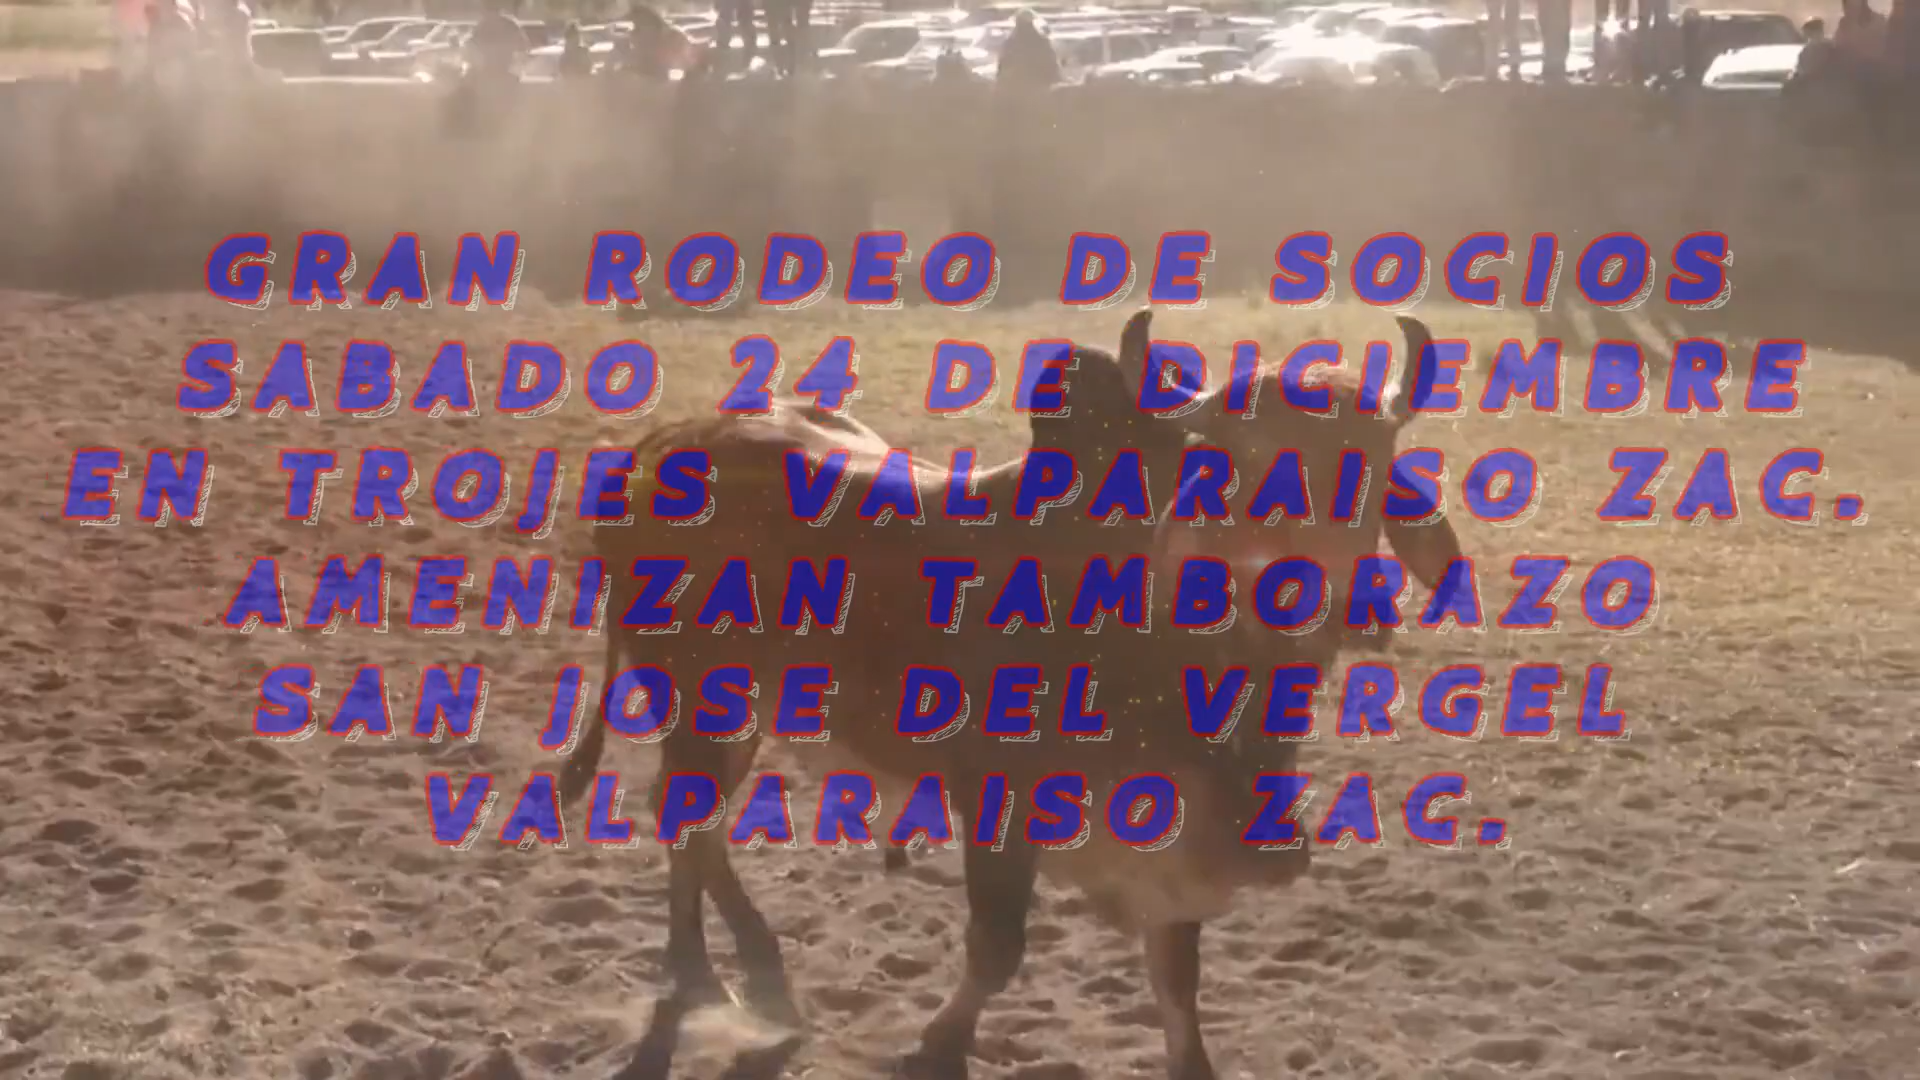 GRAN RODEO DE SOCIOS
SABADO 24 DE DICIEMBRE
EN TROJES VALPARAISO ZAC.
AMENIZAN TAMBORAZO
SAN JOSE DEL VERGEL
VALPARAISO ZAC.